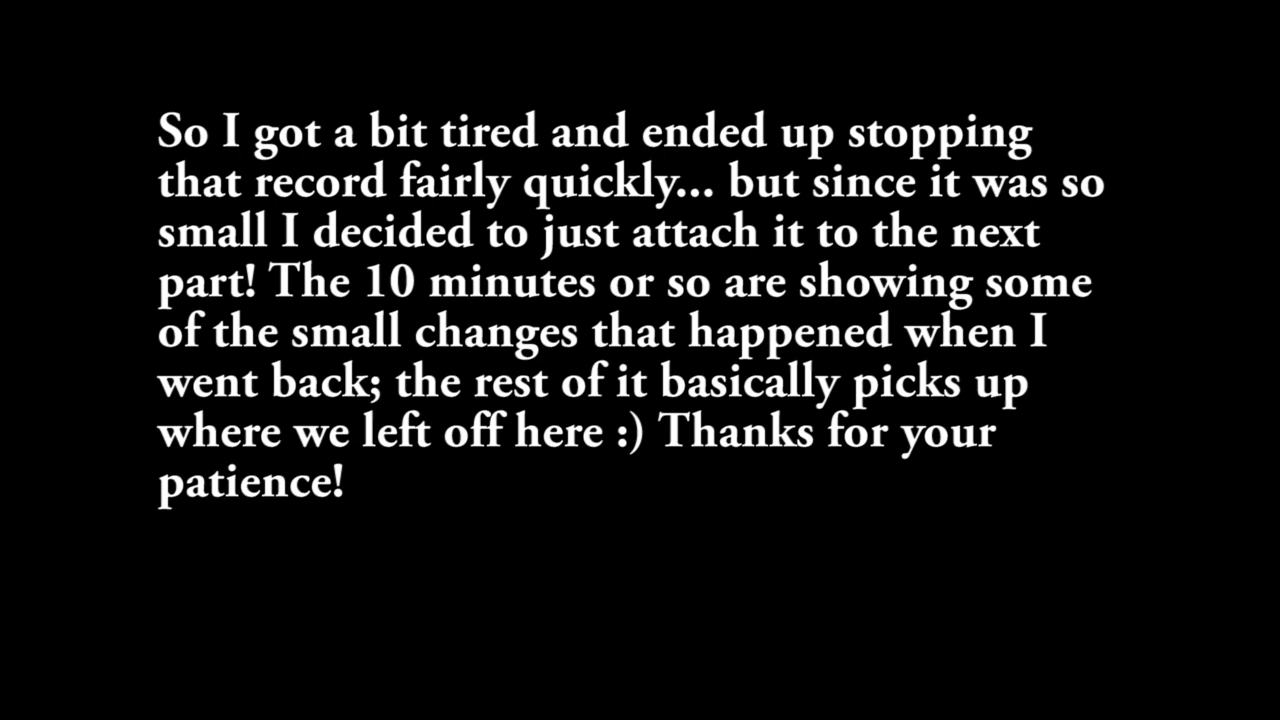 So I got a bit tired and ended up stopping
that record fairly quickly... but since it was so
small I decided to just attach it to the next
part! The 10 minutes or so are showing some
of the small changes that happened when I
went back; the rest of it basically picks up
where we left off here :) Thanks for your
patience!